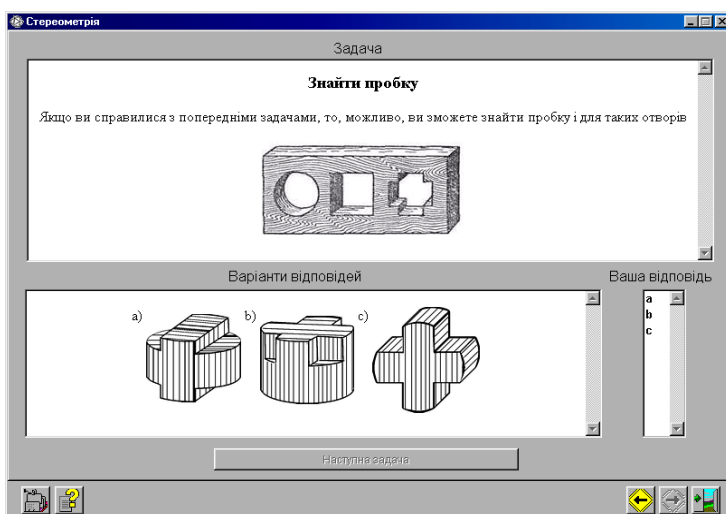 Стереометрія
Задача
Знайти пробку
Якщо ви справилися з попередніми задачами, то, можливо, ви зможете знайти пробку і для таких отворів
Варіанти відповідей
Ваша відповідь
a) b) c)
a
b
c
Наступна задача